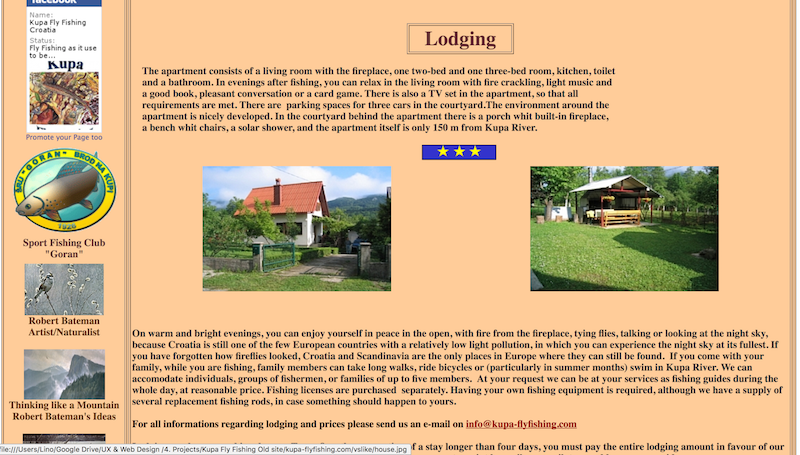 facebook
Name:
Kupa Fly Fishing
Croatia
Status:
Fly Fishing as it use
to be...
Kupa
Promote your Page too
ŠRU "GORAN" BROD NA KUPI
1926
Sport Fishing Club
"Goran"
Robert Bateman
Artist/Naturalist
Thinking like a Mountain
Robert Bateman's Ideas
Lodging
The apartment consists of a living room with the fireplace, one two-bed and one three-bed room, kitchen, toilet
and a bathroom. In evenings after fishing, you can relax in the living room with fire crackling, light music and
a good book, pleasant conversation or a card game. There is also a TV set in the apartment, so that all
requirements are met. There are  parking spaces for three cars in the courtyard.The environment around the
apartment is nicely developed. In the courtyard behind the apartment there is a porch whit built-in fireplace,
a bench whit chairs, a solar shower, and the apartment itself is only 150 m from Kupa River.
On warm and bright evenings, you can enjoy yourself in peace in the open, with fire from the fireplace, tying flies, talking or looking at the night sky,
because Croatia is still one of the few European countries with a relatively low light pollution, in which you can experience the night sky at its fullest. If
you have forgotten how fireflies looked, Croatia and Scandinavia are the only places in Europe where they can still be found.  If you come with your
family, while you are fishing, family members can take long walks, ride bicycles or (particularly in summer months) swim in Kupa River. We can
accomodate individuals, groups of fishermen, or families of up to five members.  At your request we can be at your services as fishing guides during the
whole day, at reasonable price. Fishing licenses are purchased  separately. Having your own fishing equipment is required, although we have a supply of
several replacement fishing rods, in case something should happen to yours.
For all informations regarding lodging and prices please send us an e-mail on info@kupa-flyfishing.com
of a stay longer than four days, you must pay the entire lodging amount in favour of our
file:///Users/Lino/Google Drive/UX & Web Design /4. Projects/Kupa Fly Fishing Old site/kupa-flyfishing.com/vslike/house.jpg